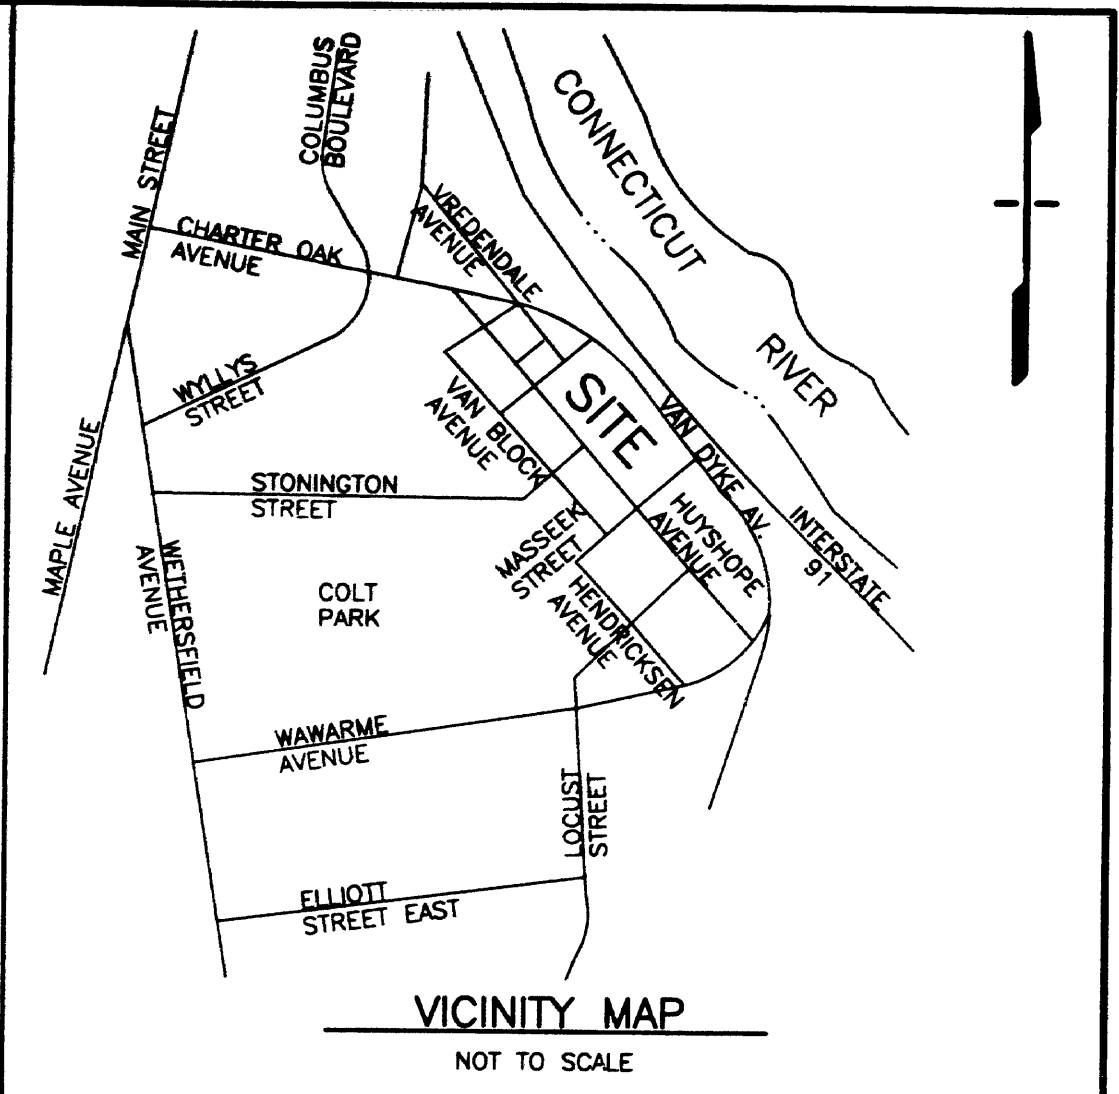 COLUMBUS
BOULEVARD
MAIN STREET
CONNECTICUT
RIVER
CHARTER OAK
AVENUE
VREDENDALE
AVENUE
WYLLYS
STREET
SITE
VAN BLOCK
AVENUE
VAN DYKE AV.
MAPLE AVENUE
STONINGTON
STREET
HUYSHOPE
AVENUE
INTERSTATE
91
MASSEEK
STREET
WETHERSFIELD
AVENUE
COLT
PARK
HENDRICKSEN
AVENUE
WAWARME
AVENUE
LOCUST
STREET
ELLIOTT
STREET EAST
VICINITY MAP
NOT TO SCALE